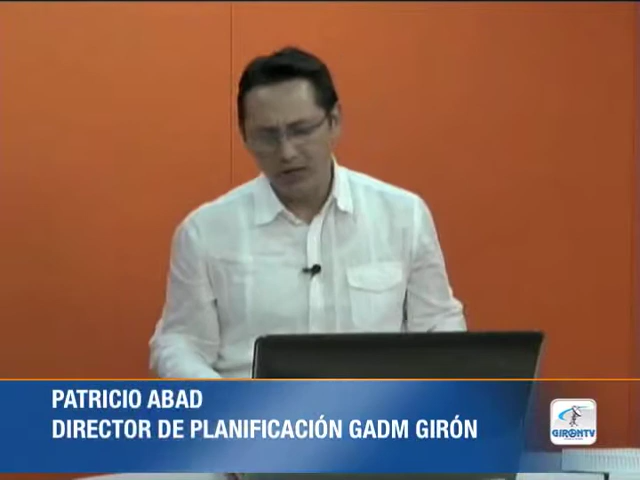 PATRICIO ABAD
DIRECTOR DE PLANIFICACIÓN GADM GIRÓN
GIRONTV